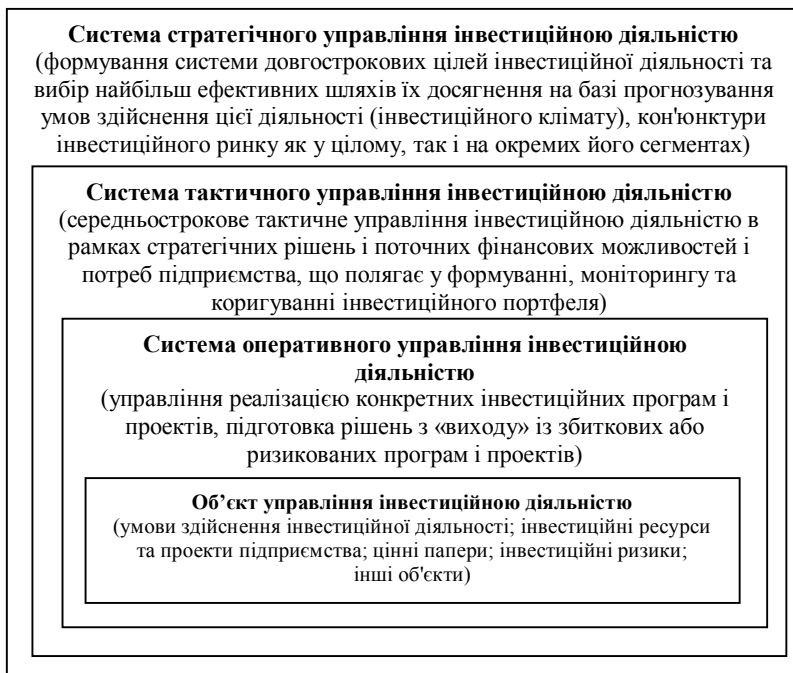 Система стратегічного управління інвестиційною діяльністю
(формування системи довгострокових цілей інвестиційної діяльності та
вибір найбільш ефективних шляхів їх досягнення на базі прогнозування
умов здійснення цієї діяльності (інвестиційного клімату), кон'юнктури
інвестиційного ринку як у цілому, так і на окремих його сегментах)
Система тактичного управління інвестиційною діяльністю
(середньострокове тактичне управління інвестиційною діяльністю в
рамках стратегічних рішень і поточних фінансових можливостей і
потреб підприємства, що полягає у формуванні, моніторингу та
коригуванні інвестиційного портфеля)
Система оперативного управління інвестиційною
діяльністю
(управління реалізацією конкретних інвестиційних програм і
проектів, підготовка рішень з «виходу» із збиткових або
ризикованих програм і проектів)
Об’єкт управління інвестиційною діяльністю
(умови здійснення інвестиційної діяльності; інвестиційні ресурси
та проекти підприємства; цінні папери; інвестиційні ризики;
інші об'єкти)